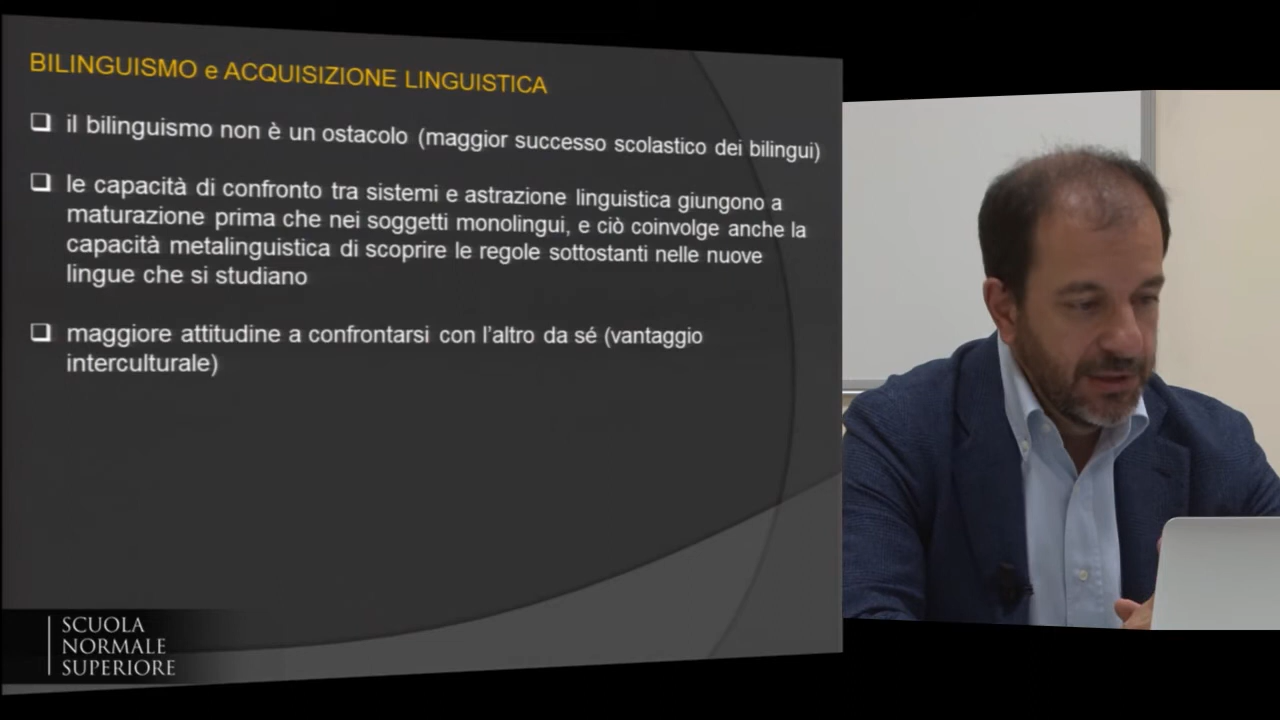 BILINGUISMO e ACQUISIZIONE LINGUISTICA
il bilinguismo non è un ostacolo (maggior successo scolastico dei bilingui)
le capacità di confronto tra sistemi e astrazione linguistica giungono a
maturazione prima che nei soggetti monolingui, e ciò coinvolge anche la
capacità metalinguistica di scoprire le regole sottostanti nelle nuove
lingue che si studiano
maggiore attitudine a confrontarsi con l'altro da sé (vantaggio
interculturale)
SCUOLA
NORMALE
SUPERIORE